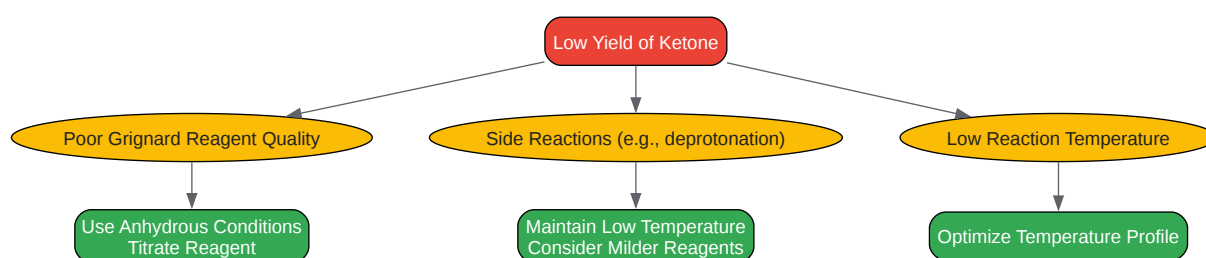 Low Yield of Ketone
Poor Grignard Reagent Quality
Side Reactions (e.g., deprotonation)
Low Reaction Temperature
Use Anhydrous Conditions
Titrate Reagent
Maintain Low Temperature
Consider Milder Reagents
Optimize Temperature Profile